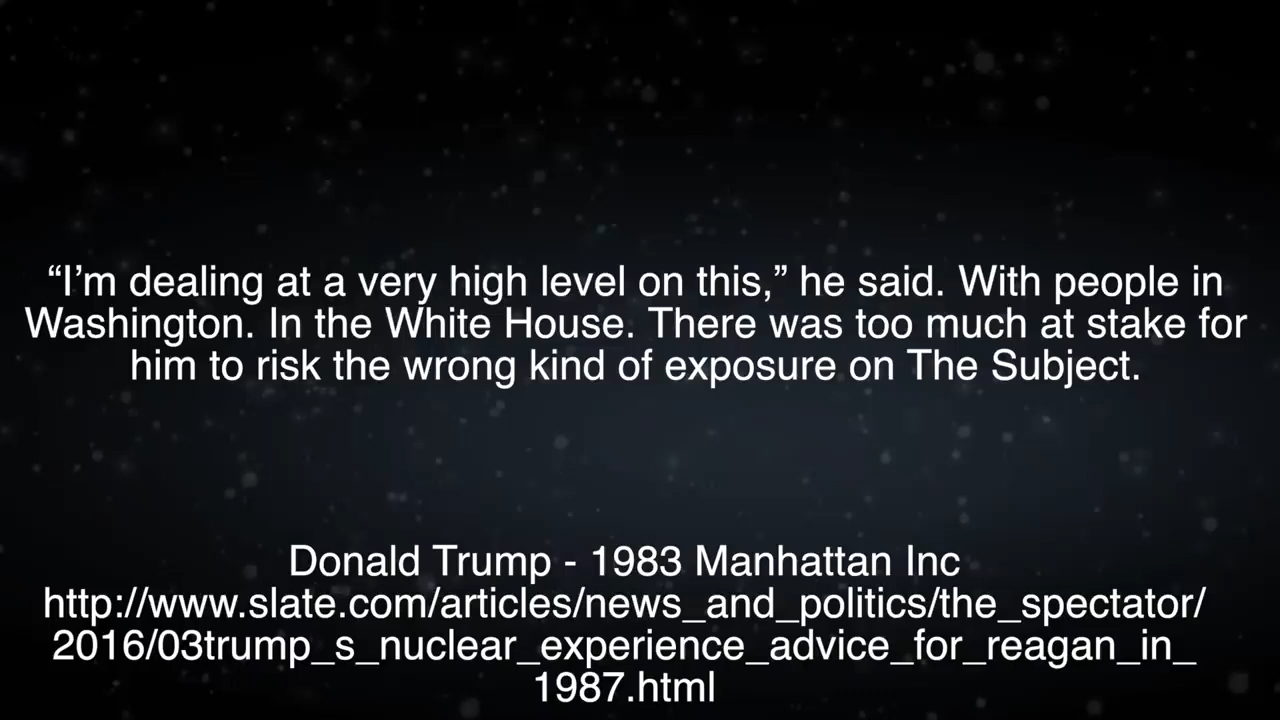 “I’m dealing at a very high level on this,” he said. With people in
Washington. In the White House. There was too much at stake for
him to risk the wrong kind of exposure on The Subject.
Donald Trump - 1983 Manhattan Inc
http://www.slate.com/articles/news_and_politics/the_spectator/
2016/03trump_s_nuclear_experience_advice_for_reagan_in_
1987.html